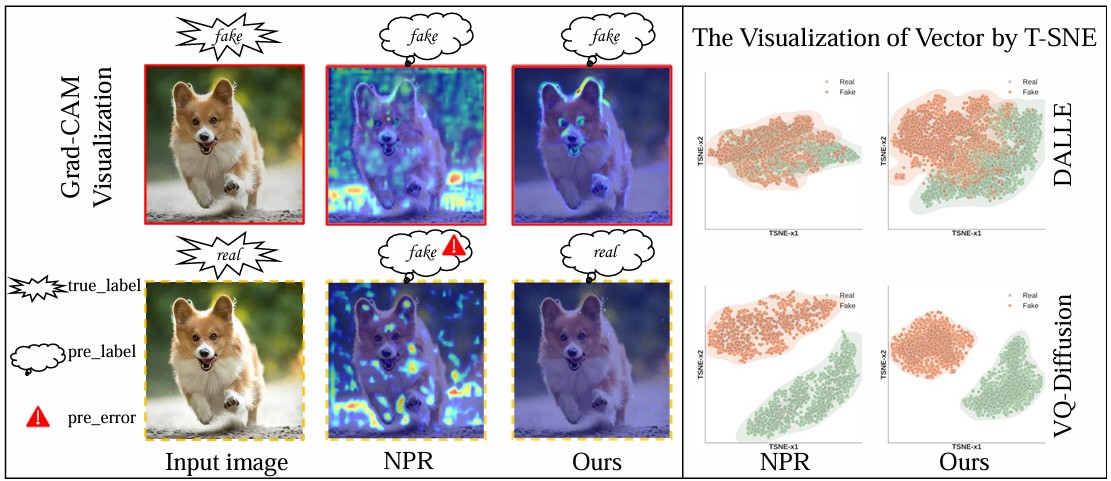 fake
fake
fake
Grad-CAM
Visualization
real
fake
real
true_label
pre_label
pre_error
Input image
NPR
Ours
The Visualization of Vector by T-SNE
Real
Fake
TSNE-x2
TSNE-x1
Real
Fake
TSNE-x2
TSNE-x1
DALLE
Real
Fake
TSNE-x2
TSNE-x1
Real
Fake
TSNE-x2
TSNE-x1
VQ-Diffusion
NPR
Ours